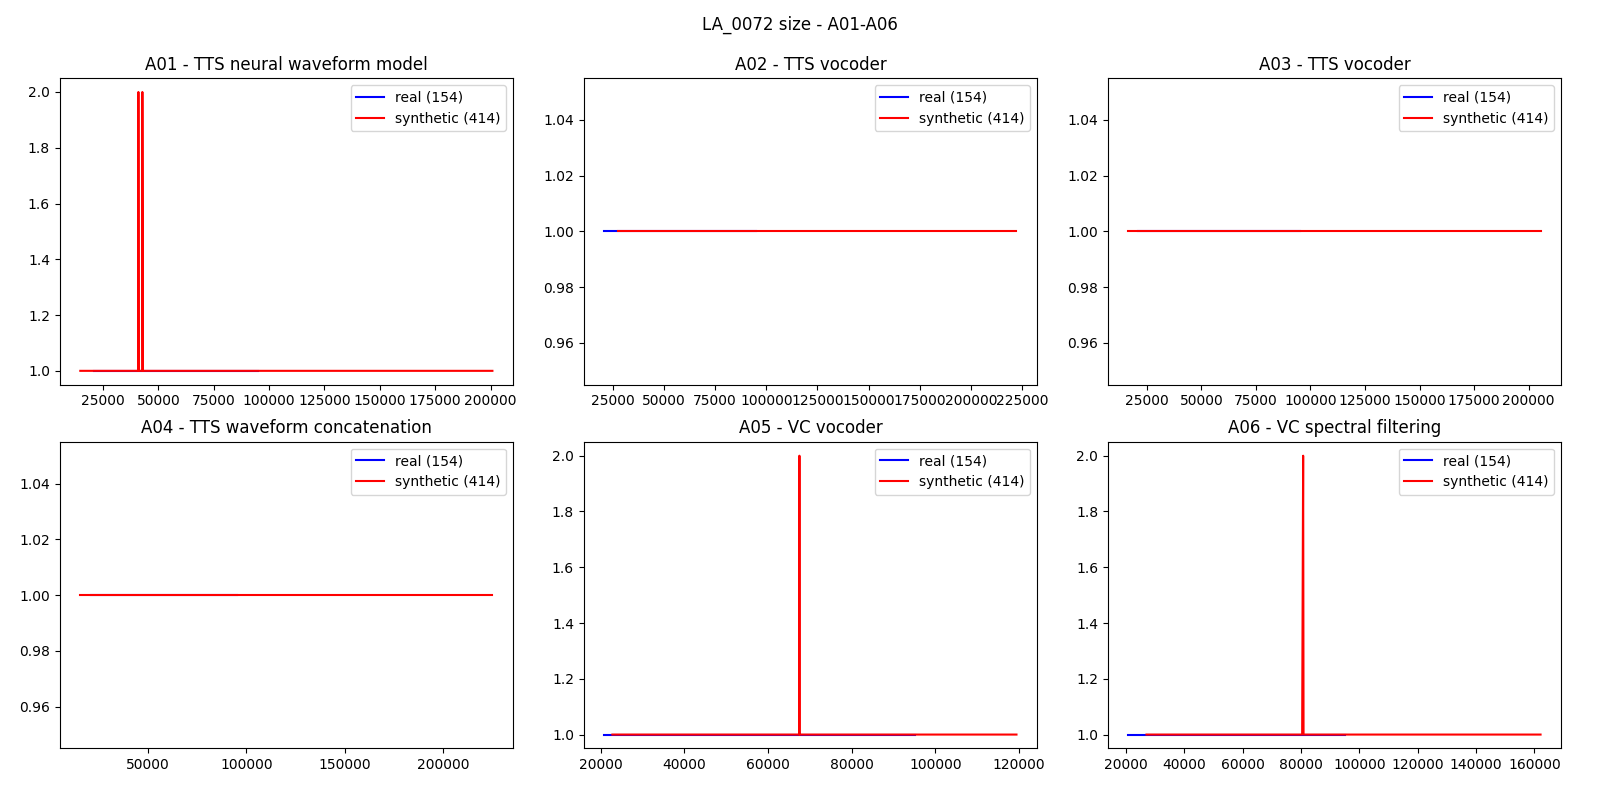 LA_0072 size - A01-A06
A01 - TTS neural waveform model
2.0
1.8
1.6
1.4
1.2
1.0
real (154)
synthetic (414)
25000 50000 75000 100000 125000 150000 175000 200000
A02 - TTS vocoder
1.04
1.02
1.00
0.98
0.96
real (154)
synthetic (414)
25000 50000 75000 100000 125000 150000 175000 200000 225000
A03 - TTS vocoder
1.04
1.02
1.00
0.98
0.96
real (154)
synthetic (414)
25000 50000 75000 100000 125000 150000 175000 200000
A04 - TTS waveform concatenation
1.04
1.02
1.00
0.98
0.96
real (154)
synthetic (414)
50000 100000 150000 200000
A05 - VC vocoder
2.0
1.8
1.6
1.4
1.2
1.0
real (154)
synthetic (414)
20000 40000 60000 80000 100000 120000
A06 - VC spectral filtering
2.0
1.8
1.6
1.4
1.2
1.0
real (154)
synthetic (414)
20000 40000 60000 80000 100000 120000 140000 160000